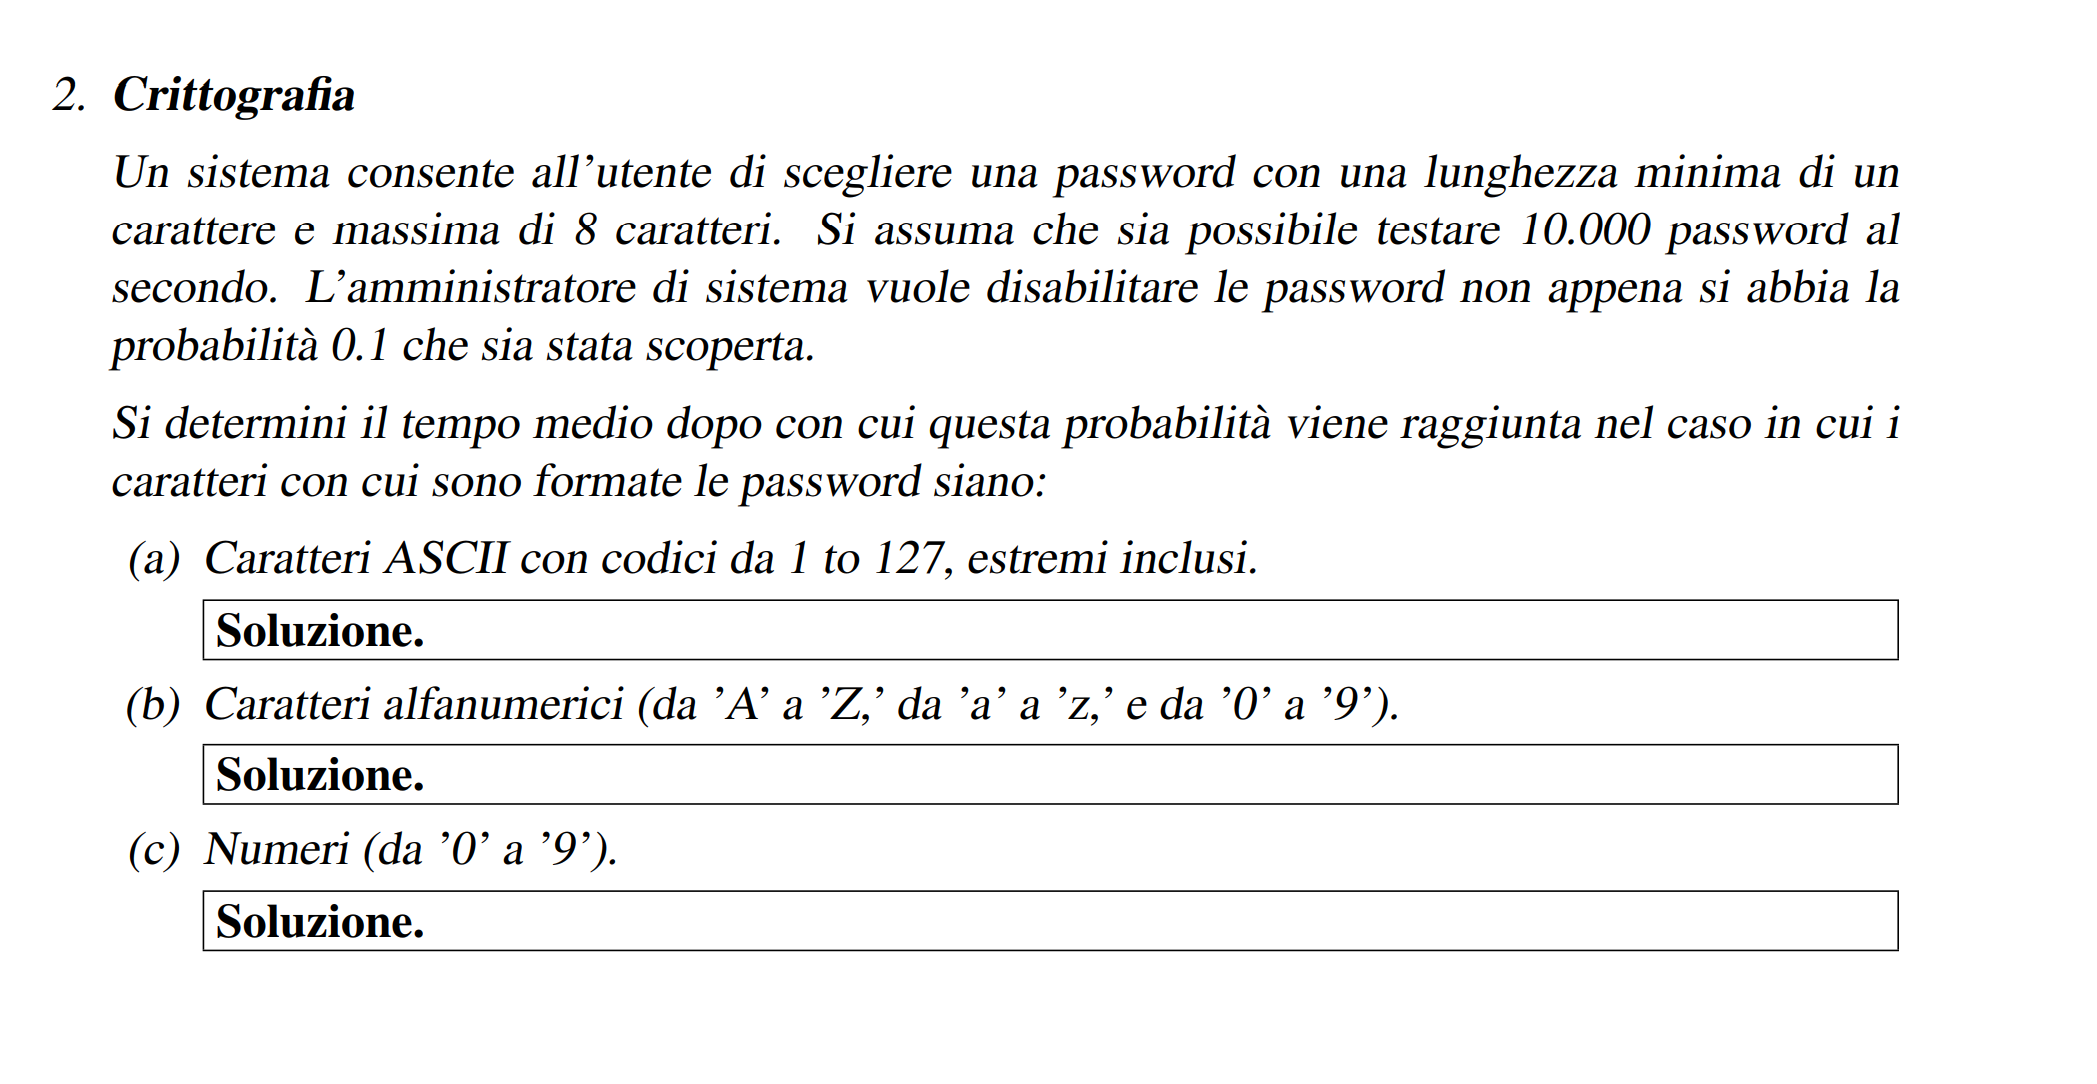 2. Crittografia
Un sistema consente all’utente di scegliere una password con una lunghezza minima di un
carattere e massima di 8 caratteri. Si assuma che sia possibile testare 10.000 password al
secondo. L’amministratore di sistema vuole disabilitare le password non appena si abbia la
probabilità 0.1 che sia stata scoperta.
Si determini il tempo medio dopo con cui questa probabilità viene raggiunta nel caso in cui i
caratteri con cui sono formate le password siano:
(a) Caratteri ASCII con codici da 1 to 127, estremi inclusi.
Soluzione.
(b) Caratteri alfanumerici (da ’A’ a ’Z,’ da ’a’ a ’z,’ e da ’0’ a ’9’).
Soluzione.
(c) Numeri (da ’0’ a ’9’).
Soluzione.